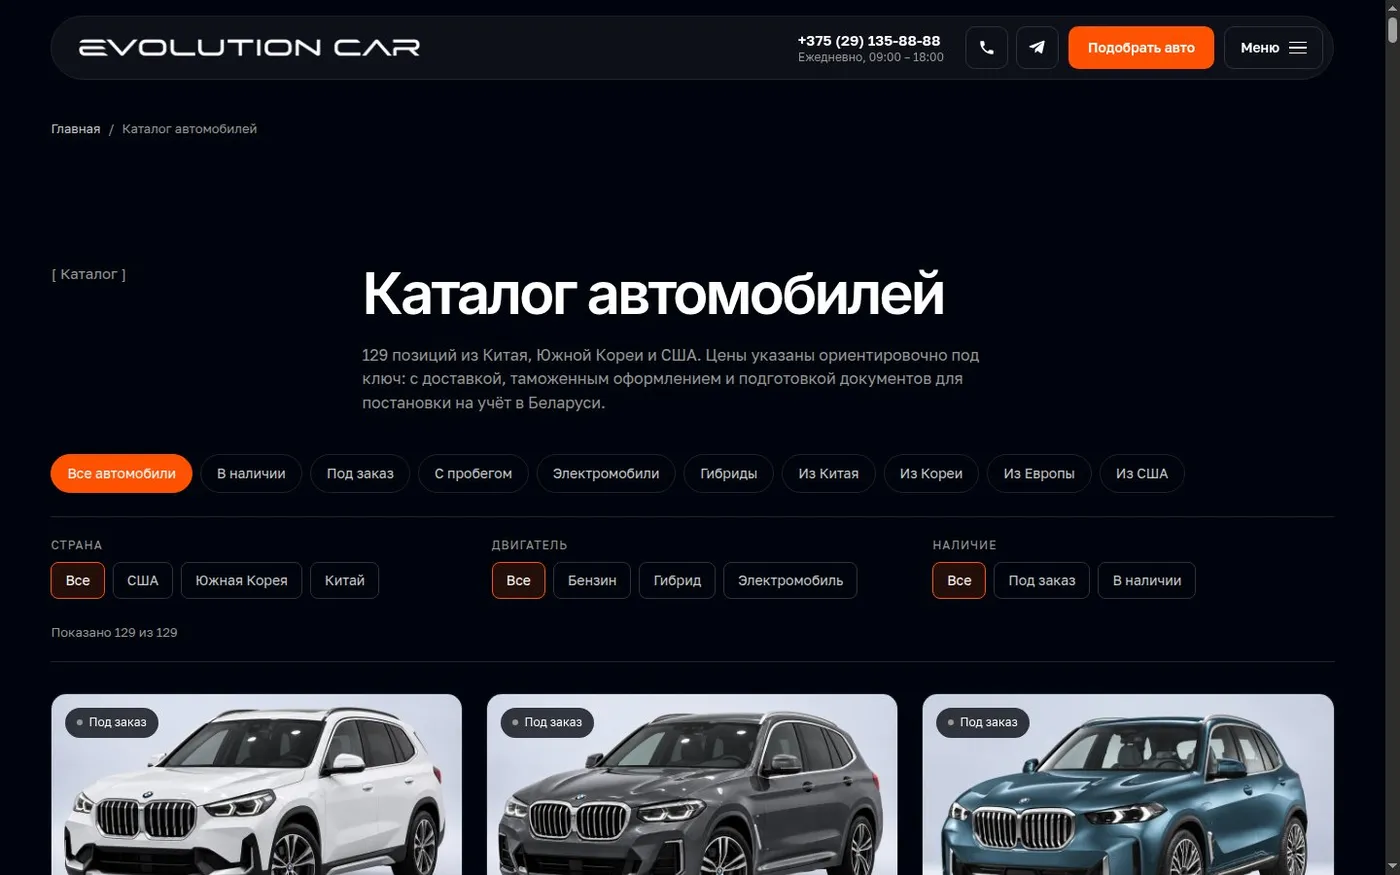 EVOLUTION CAR
+375 (29) 135-88-88
Ежедневно, 09:00 – 18:00
Подобрать авто
Меню
Главная / Каталог автомобилей
[ Каталог ]
Каталог автомобилей
129 позиций из Китая, Южной Кореи и США. Цены указаны ориентировочно под
ключ: с доставкой, таможенным оформлением и подготовкой документов для
постановки на учёт в Беларуси.
Все автомобили
В наличии
Под заказ
С пробегом
Электромобили
Гибриды
Из Китая
Из Кореи
Из Европы
Из США
СТРАНА
Все
США
Южная Корея
Китай
ДВИГАТЕЛЬ
Все
Бензин
Гибрид
Электромобиль
НАЛИЧИЕ
Все
Под заказ
В наличии
Показано 129 из 129
Под заказ
Под заказ
Под заказ